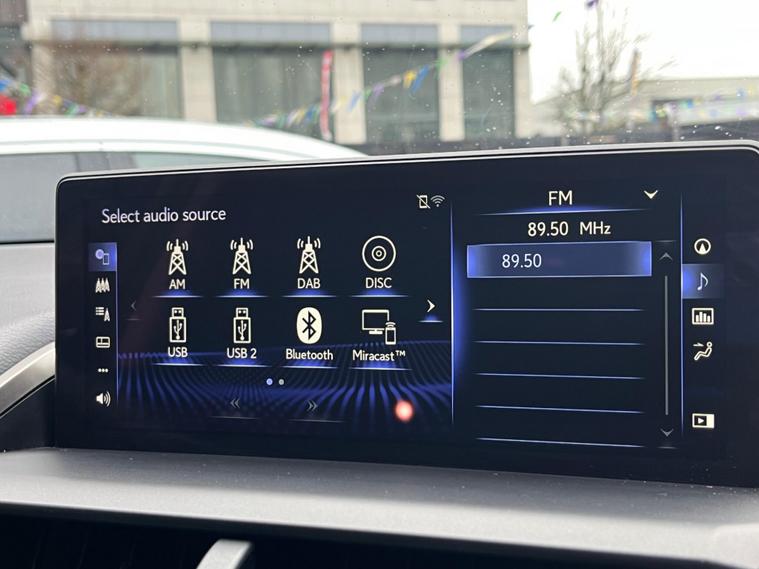 Select audio source
AM
FM
DAB
DISC
USB
USB 2
Bluetooth
Miracast™
FM
89.50 MHz
89.50